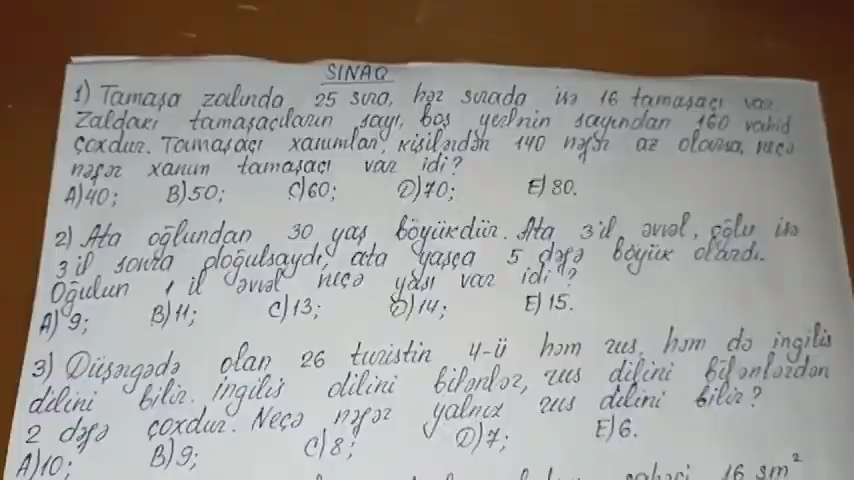 SINAQ
1) Tamaşa zalında 25 sıra, hər sırada isə 16 tamaşaçı var.
Zaldakı tamaşaçıların sayı, boş yerlərin sayından 160 vahid
çoxdur. Tamaşaçı xanımlar, kişilərdən 140 nəfər az olarsa, neçə
nəfər xanım tamaşaçı var idi?
A) 40; B) 50; C) 60; D) 70; E) 80.
2) Ata oğlundan 30 yaş böyükdür. Ata 3 il əvvəl, oğlu isə
3 il sonra doğulsaydı, ata yaşca 5 dəfə böyük olardı.
Oğulun 1 il əvvəl neçə yaşı var idi?
A) 9; B) 11; C) 13; D) 14; E) 15.
3) Düşərgədə olan 26 turistin 4-ü həm rus, həm də ingilis
dilini bilir. ingilis dilini bilənlər, rus dilini bilənlərdən
2 dəfə çoxdur. Neçə nəfər yalnız rus dilini bilir?
A) 10; B) 9; C) 8; D) 7; E) 6.
sahəsi 16 sm²